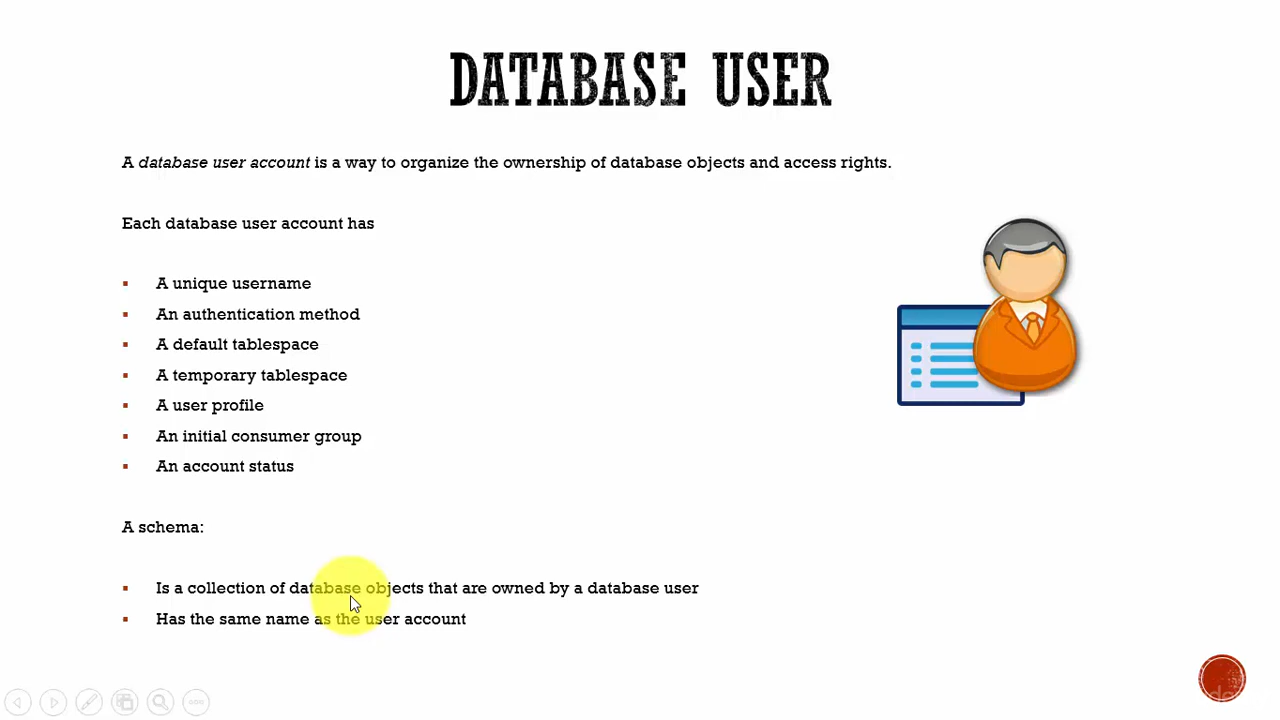 DATABASE USER
A database user account is a way to organize the ownership of database objects and access rights.
Each database user account has
▪ A unique username
▪ An authentication method
▪ A default tablespace
▪ A temporary tablespace
▪ A user profile
▪ An initial consumer group
▪ An account status
A schema:
▪ Is a collection of database objects that are owned by a database user
▪ Has the same name as the user account